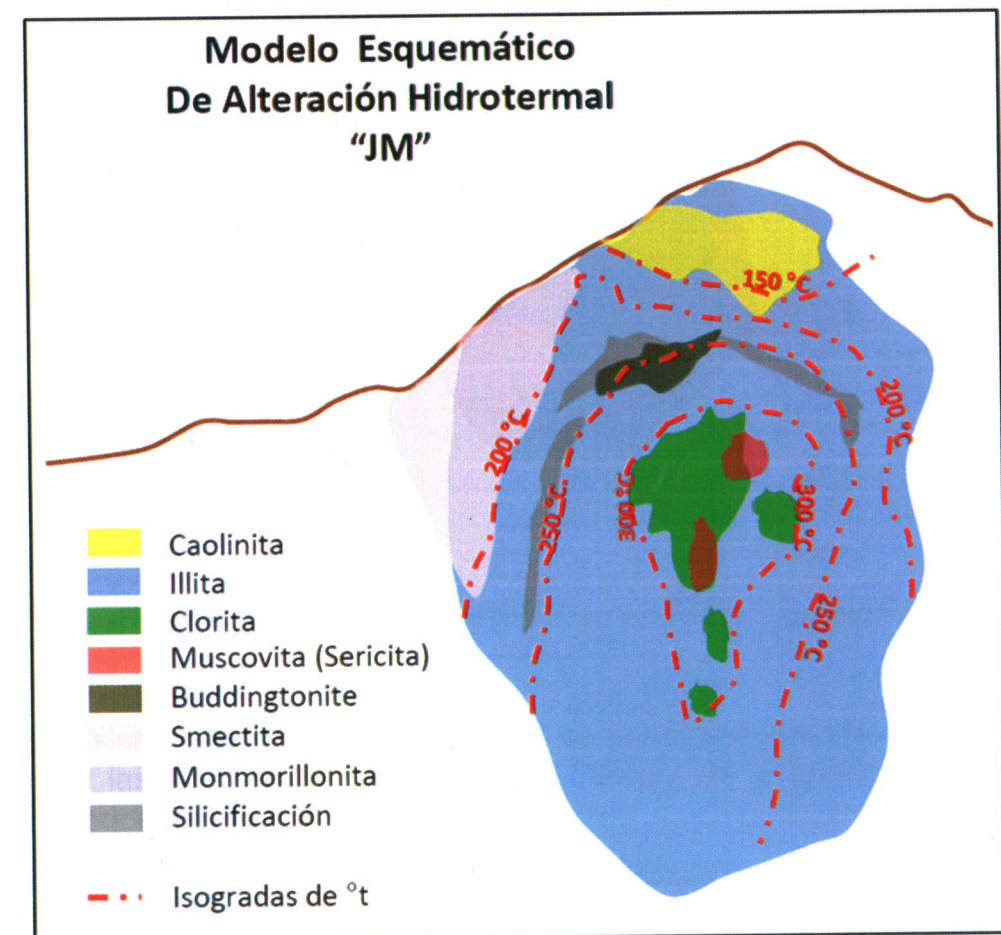 Modelo Esquemático
De Alteración Hidrotermal
“JM”
150 °C
200 °C
200 °C
250 °C
300 °C
300 °C
250 °C
Caolinita
Illita
Clorita
Muscovita (Sericita)
Buddingtonite
Smectita
Monmorillonita
Silicificación
Isogradas de °t